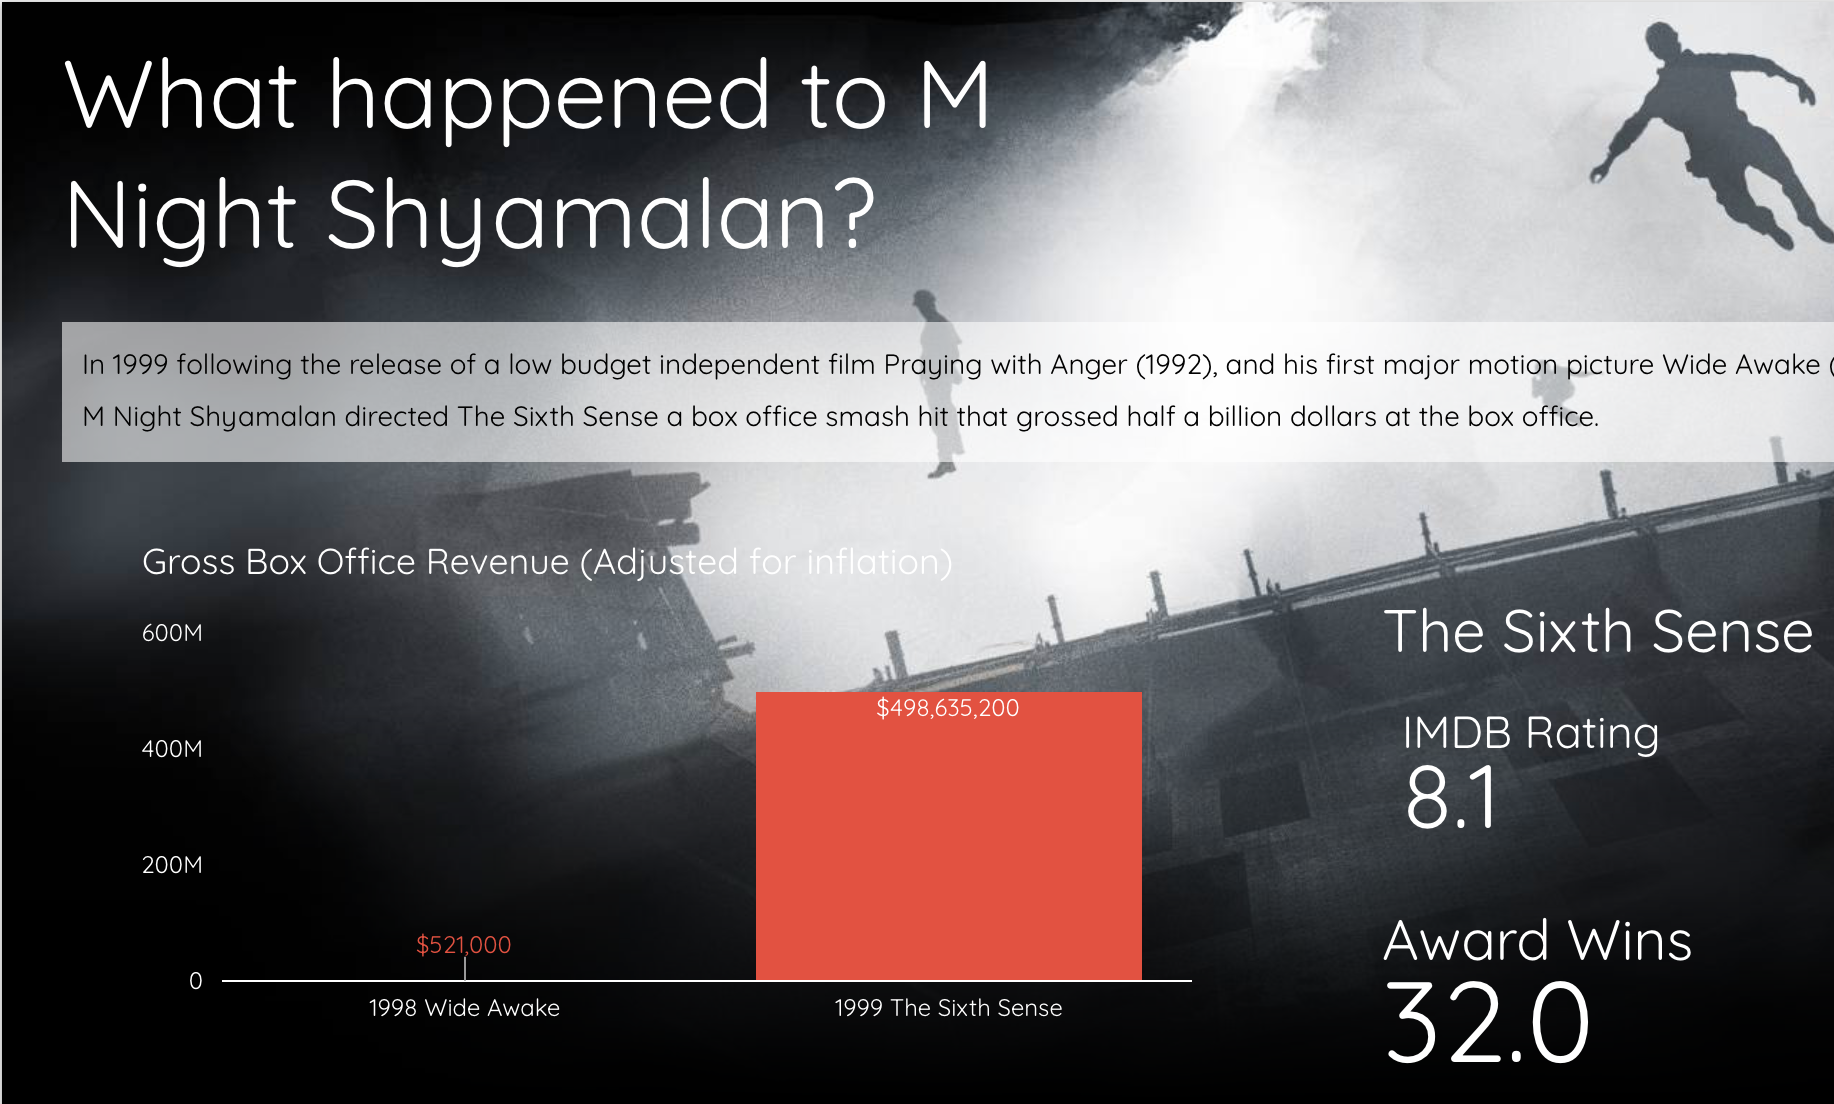 What happened to M
Night Shyamalan?
In 1999 following the release of a low budget independent film Praying with Anger (1992), and his first major motion picture Wide Awake (
M Night Shyamalan directed The Sixth Sense a box office smash hit that grossed half a billion dollars at the box office.
Gross Box Office Revenue (Adjusted for inflation)
600M
400M
200M
0
$521,000
$498,635,200
1998 Wide Awake
1999 The Sixth Sense
The Sixth Sense
IMDB Rating
8.1
Award Wins
32.0